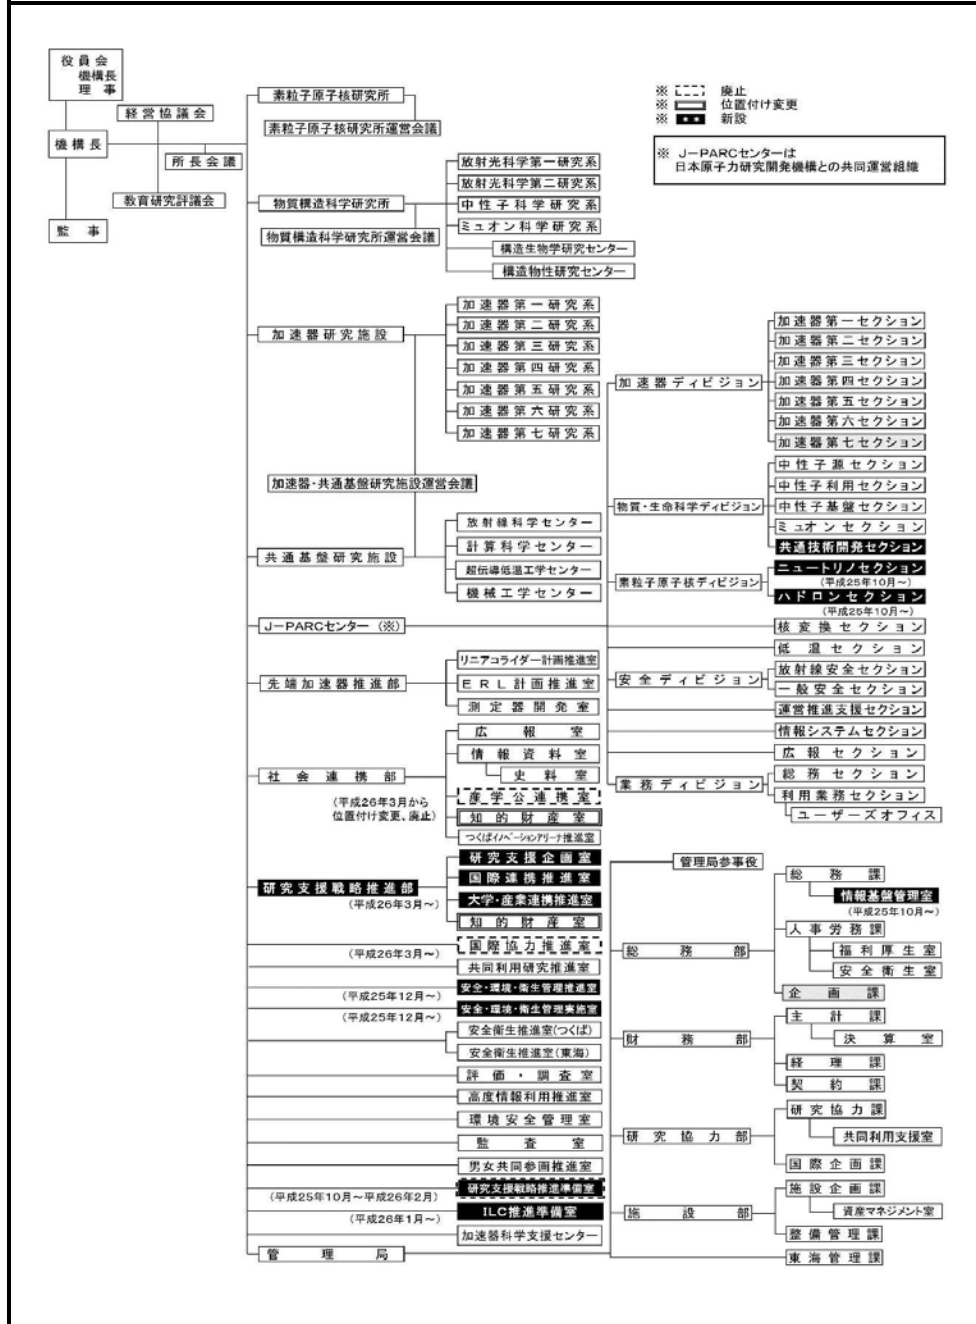 役員会
機構長
理 事
経営協議会
機構長
所長会議
教育研究評議会
監 事
※ 廃止
※ 位置付け変更
※ 新設
※ J-PARCセンターは
日本原子力研究開発機構との共同運営組織
素粒子原子核研究所
素粒子原子核研究所運営会議
物質構造科学研究所
物質構造科学研究所運営会議
放射光科学第一研究系
放射光科学第二研究系
中性子科学研究系
ミュオン科学研究系
構造生物学研究センター
構造物性研究センター
加速器研究施設
加速器第一研究系
加速器第二研究系
加速器第三研究系
加速器第四研究系
加速器第五研究系
加速器第六研究系
加速器第七研究系
加速器・共通基盤研究施設運営会議
共通基盤研究施設
放射線科学センター
計算科学センター
超伝導低温工学センター
機械工学センター
J-PARCセンター (※)
加速器ディビジョン
加速器第一セクション
加速器第二セクション
加速器第三セクション
加速器第四セクション
加速器第五セクション
加速器第六セクション
加速器第七セクション
物質・生命科学ディビジョン
中性子源セクション
中性子利用セクション
中性子基盤セクション
ミュオンセクション
共通技術開発セクション
素粒子原子核ディビジョン
ニュートリノセクション
(平成25年10月～)
ハドロンセクション
(平成25年10月～)
核変換セクション
低温セクション
安全ディビジョン
放射線安全セクション
一般安全セクション
運営推進支援セクション
情報システムセクション
広報セクション
業務ディビジョン
総務セクション
利用業務セクション
ユーザーズオフィス
先端加速器推進部
リニアコライダー計画推進室
ERL計画推進室
測定器開発室
社会連携部
(平成26年3月から
位置付け変更、廃止)
広報室
情報資料室
史料室
産学公連携室
知的財産室
つくばイノベーションアリーナ推進室
研究支援戦略推進部
(平成26年3月～)
研究支援企画室
国際連携推進室
大学・産業連携推進室
知的財産室
国際協力推進室
(平成26年3月～)
共同利用研究推進室
安全・環境・衛生管理推進室
(平成25年12月～)
安全・環境・衛生管理実施室
(平成25年12月～)
安全衛生推進室(つくば)
安全衛生推進室(東海)
評価・調査室
高度情報利用推進室
環境安全管理室
監査室
男女共同参画推進室
研究支援戦略推進準備室
(平成25年10月～平成26年2月)
ILC推進準備室
(平成26年1月～)
加速器科学支援センター
管理局
管理局参事役
総務部
総務課
情報基盤管理室
(平成25年10月～)
人事労務課
福利厚生室
安全衛生室
企画課
財務部
主計課
決算室
経理課
契約課
研究協力部
研究協力課
共同利用支援室
国際企画課
施設部
施設企画課
資産マネジメント室
整備管理課
東海管理課